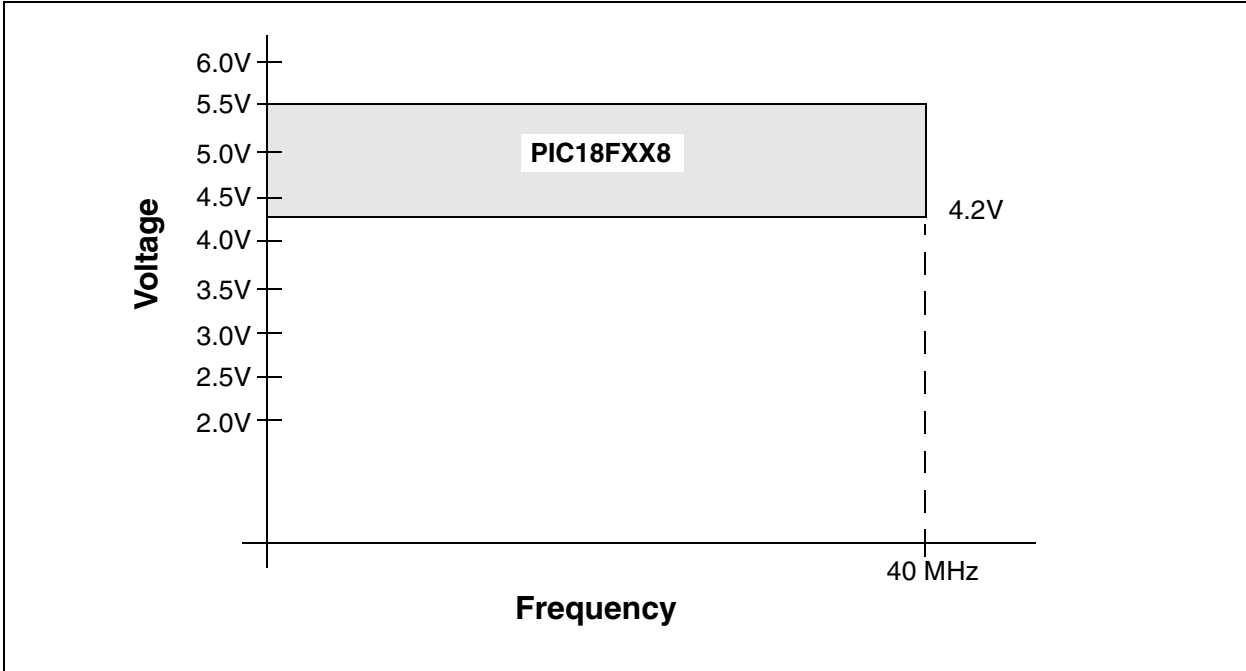 6.0V
5.5V
5.0V
4.5V
4.0V
3.5V
3.0V
2.5V
2.0V
Voltage
PIC18FXX8
4.2V
40 MHz
Frequency